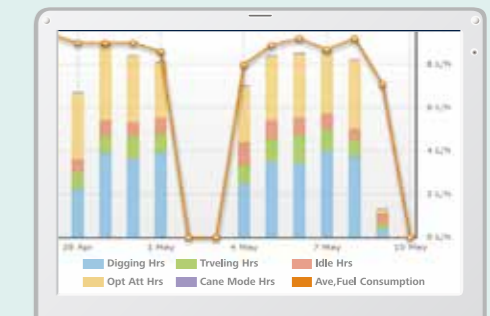 8 L/h
6 L/h
4 L/h
2 L/h
0 L/h
28 Apr 1 May 4 May 7 May 10 May
Digging Hrs Trveling Hrs Idle Hrs
Opt Att Hrs Cane Mode Hrs Ave,Fuel Consumption